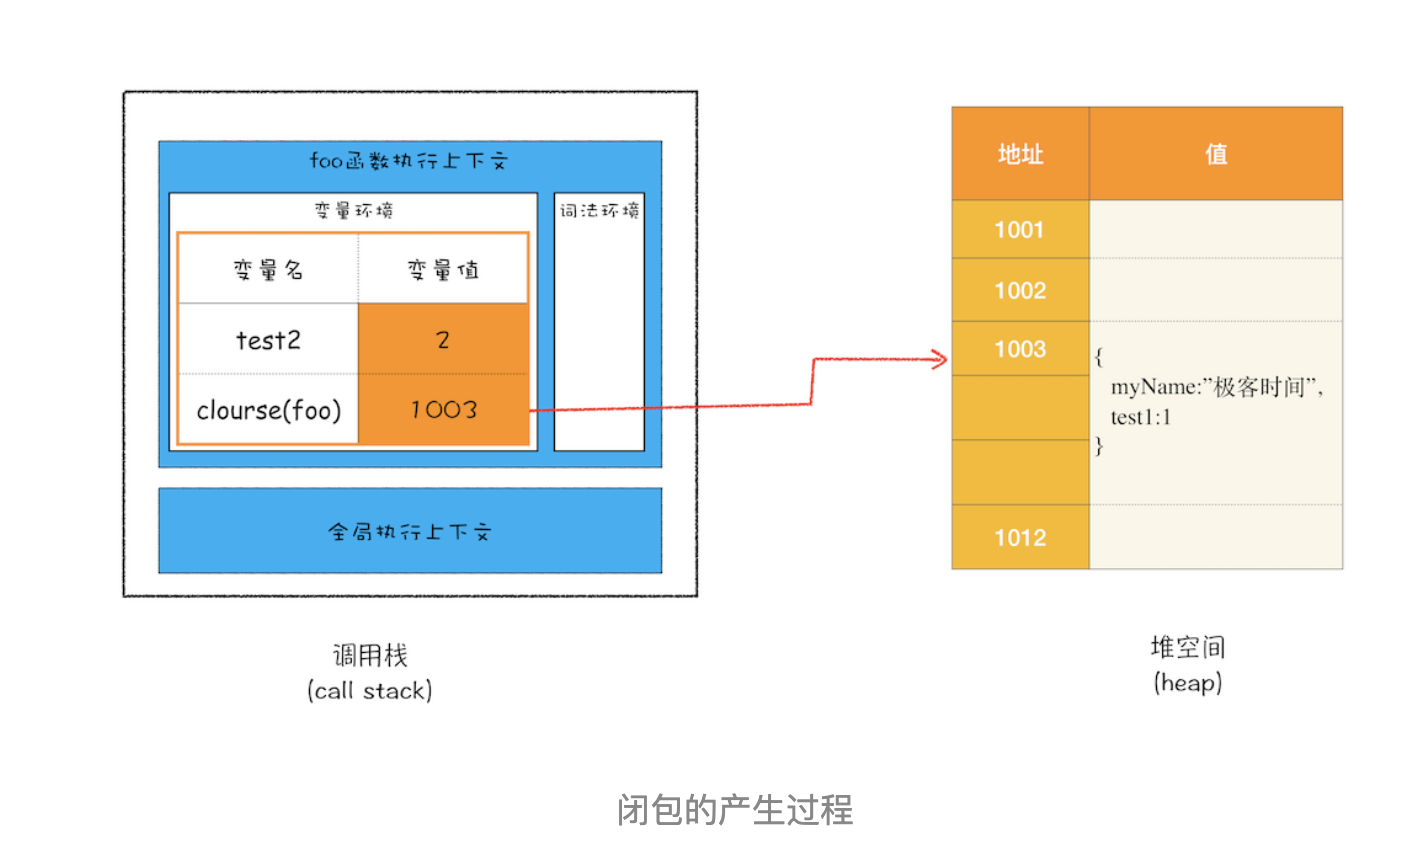 foo函数执行上下文
变量环境
词法环境
变量名 变量值
test2 2
clourse(foo) 1003
全局执行上下文
调用栈
(call stack)
地址 值
1001
1002
1003
{
myName:”极客时间”,
test1:1
}
1012
堆空间
(heap)
闭包的产生过程